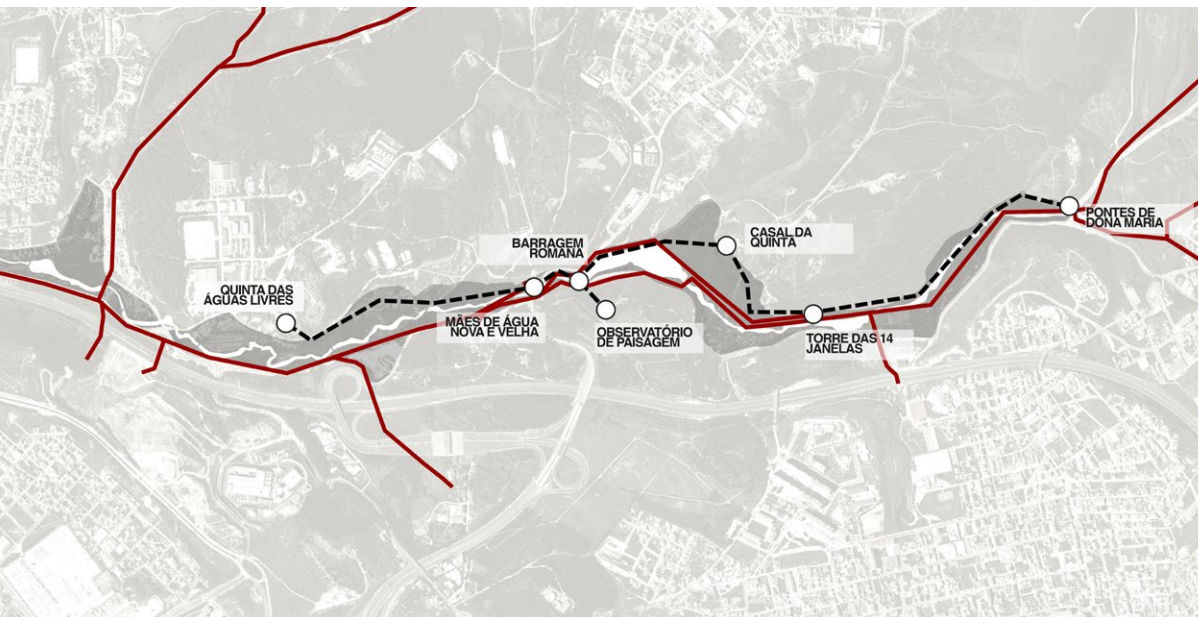 QUINTA DAS
ÁGUAS LIVRES
MÃES DE ÁGUA
NOVA E VELHA
BARRAGEM
ROMANA
OBSERVATÓRIO
DE PAISAGEM
CASAL DA
QUINTA
TORRE DAS 14
JANELAS
PONTES DE
DONA MARIA